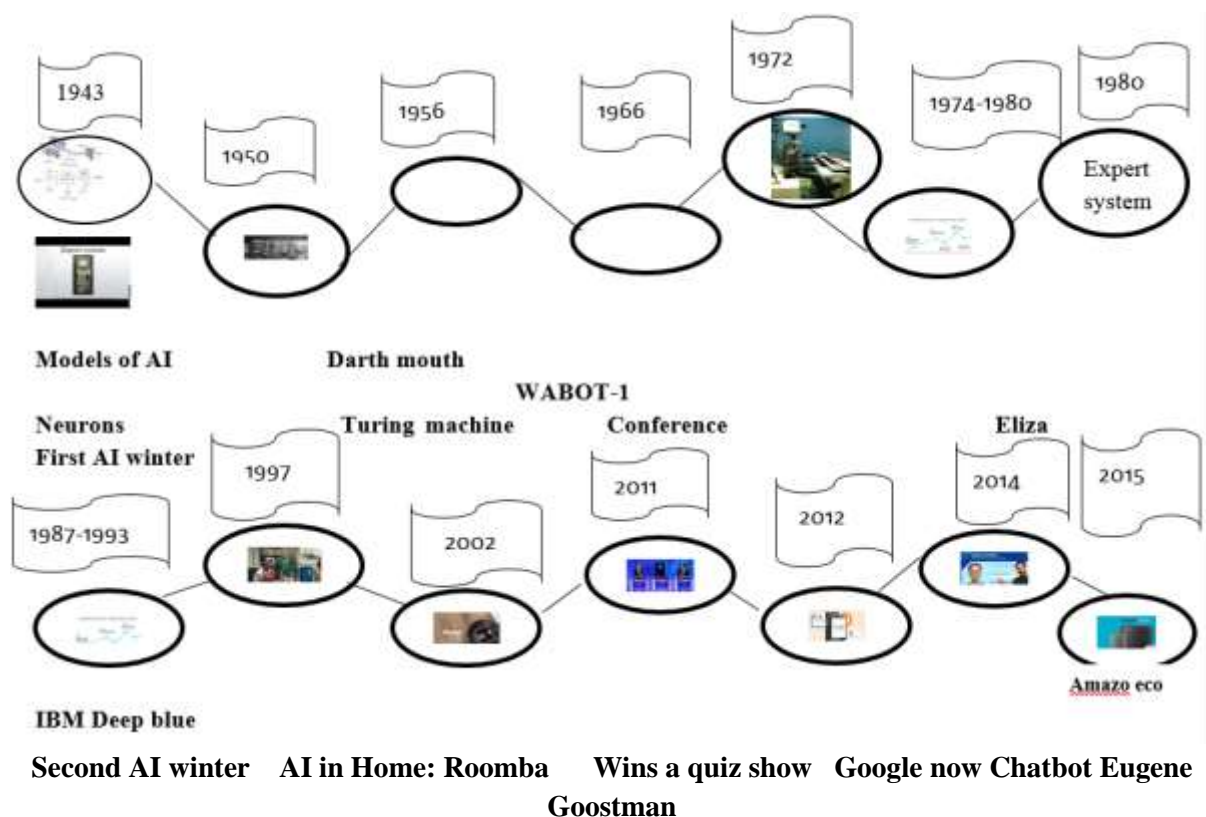 1943
1950
1956
1966
1972
1974-1980
1980
Expert
system
Models of AI Darth mouth
WABOT-1
Neurons Turing machine Conference Eliza
First AI winter
1987-1993
1997
2002
2011
2012
2014
2015
Amazo eco
IBM Deep blue
Second AI winter AI in Home: Roomba Wins a quiz show Google now Chatbot Eugene
Goostman